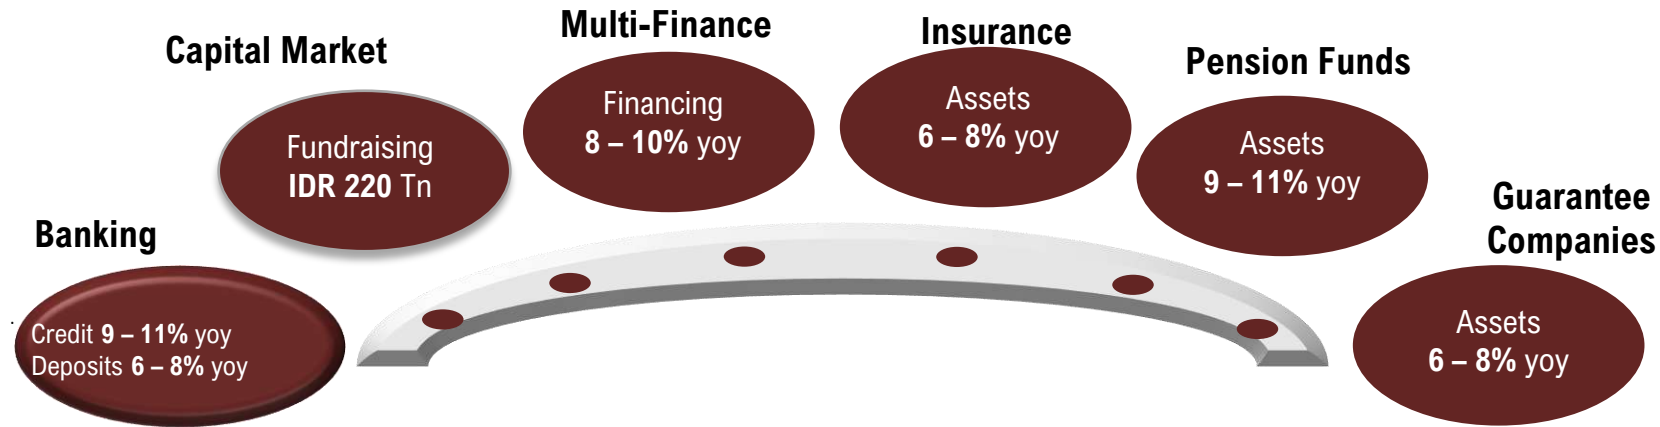 Banking
Credit 9 – 11% yoy
Deposits 6 – 8% yoy
Capital Market
Fundraising
IDR 220 Tn
Multi-Finance
Financing
8 – 10% yoy
Insurance
Assets
6 – 8% yoy
Pension Funds
Assets
9 – 11% yoy
Guarantee
Companies
Assets
6 – 8% yoy